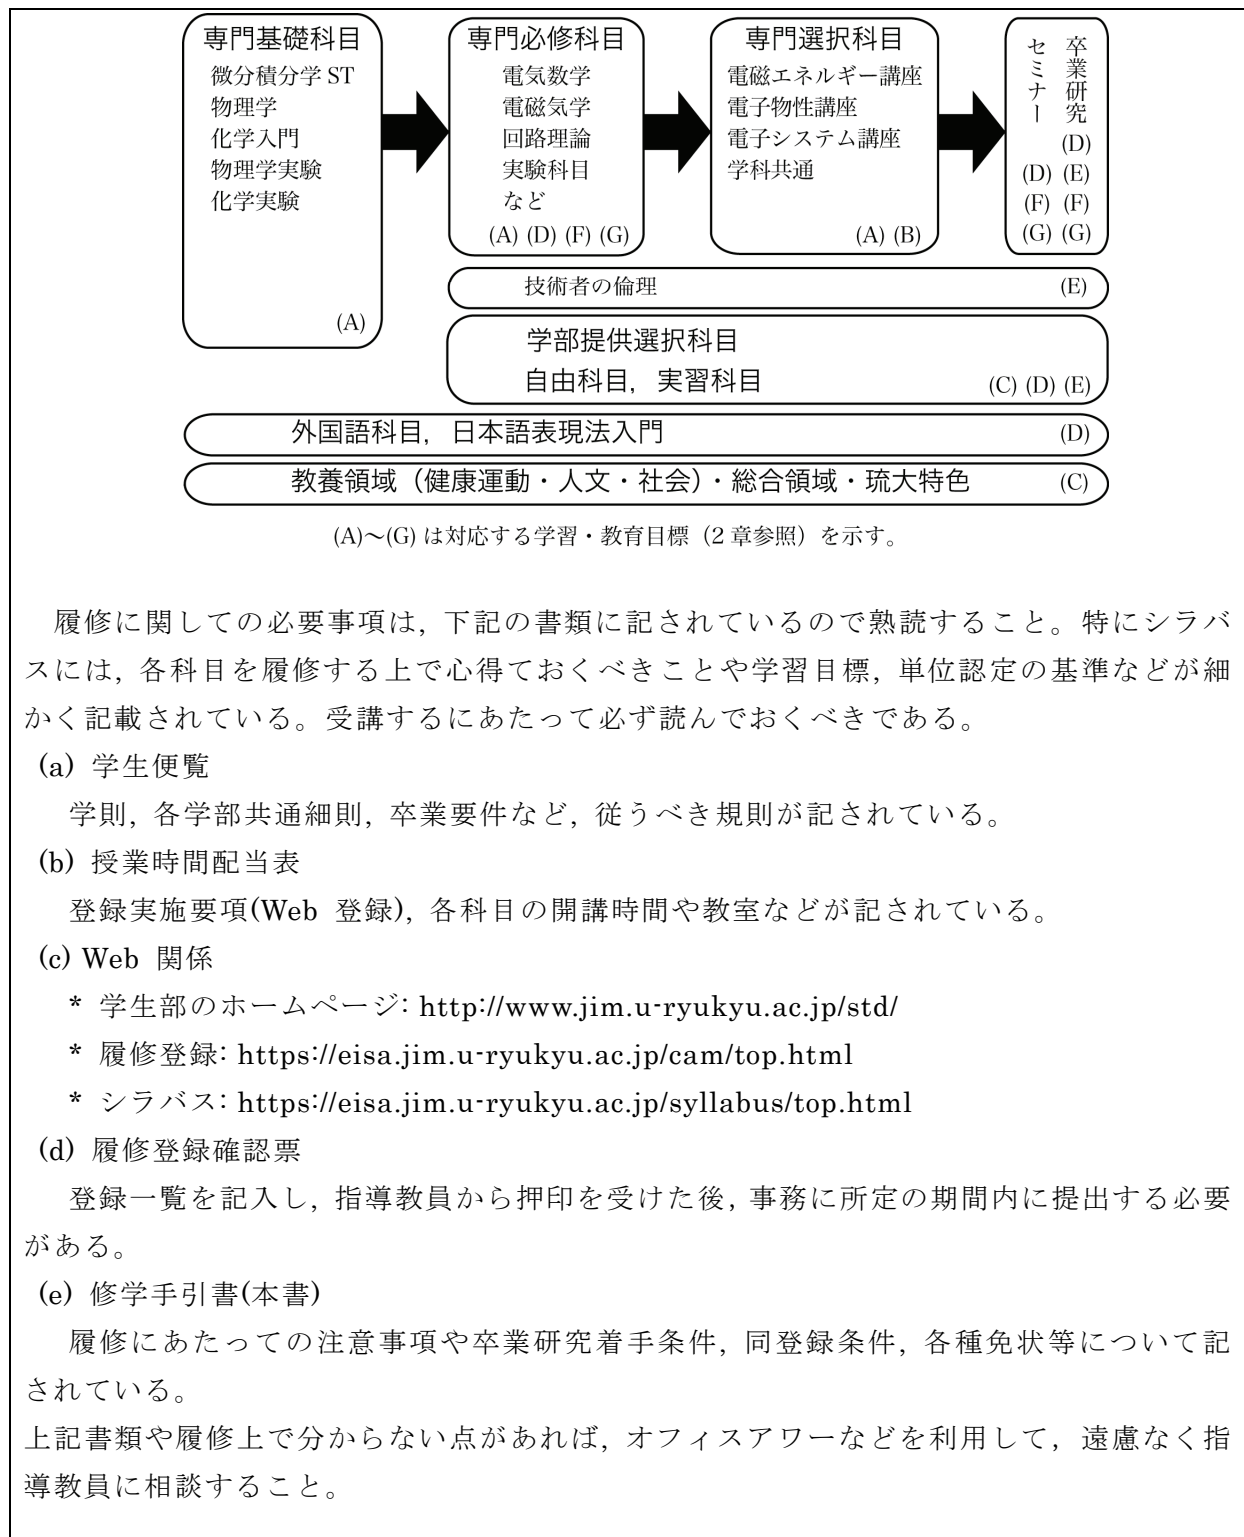 専門基礎科目
微分積分学 ST
物理学
化学入門
物理学実験
化学実験
(A)
専門必修科目
電気数学
電磁気学
回路理論
実験科目
など
(A) (D) (F) (G)
専門選択科目
電磁エネルギー講座
電子物性講座
電子システム講座
学科共通
(A) (B)
卒業研究
(D)
(E)
(F)
(G)
セミナー
(D)
(F)
(G)
技術者の倫理 (E)
学部提供選択科目
自由科目，実習科目 (C) (D) (E)
外国語科目，日本語表現法入門 (D)
教養領域（健康運動・人文・社会）・総合領域・琉大特色 (C)
(A)～(G) は対応する学習・教育目標（2 章参照）を示す。
履修に関しての必要事項は, 下記の書類に記されているので熟読すること。特にシラバ
スには, 各科目を履修する上で心得ておくべきことや学習目標, 単位認定の基準などが細
かく記載されている。受講するにあたって必ず読んでおくべきである。
(a) 学生便覧
学則, 各学部共通細則, 卒業要件など, 従うべき規則が記されている。
(b) 授業時間配当表
登録実施要項(Web 登録), 各科目の開講時間や教室などが記されている。
(c) Web 関係
* 学生部のホームページ: http://www.jim.u-ryukyu.ac.jp/std/
* 履修登録: https://eisa.jim.u-ryukyu.ac.jp/cam/top.html
* シラバス: https://eisa.jim.u-ryukyu.ac.jp/syllabus/top.html
(d) 履修登録確認票
登録一覧を記入し, 指導教員から押印を受けた後, 事務に所定の期間内に提出する必要
がある。
(e) 修学手引書(本書)
履修にあたっての注意事項や卒業研究着手条件, 同登録条件, 各種免状等について記
されている。
上記書類や履修上で分からない点があれば, オフィスアワーなどを利用して, 遠慮なく指
導教員に相談すること。